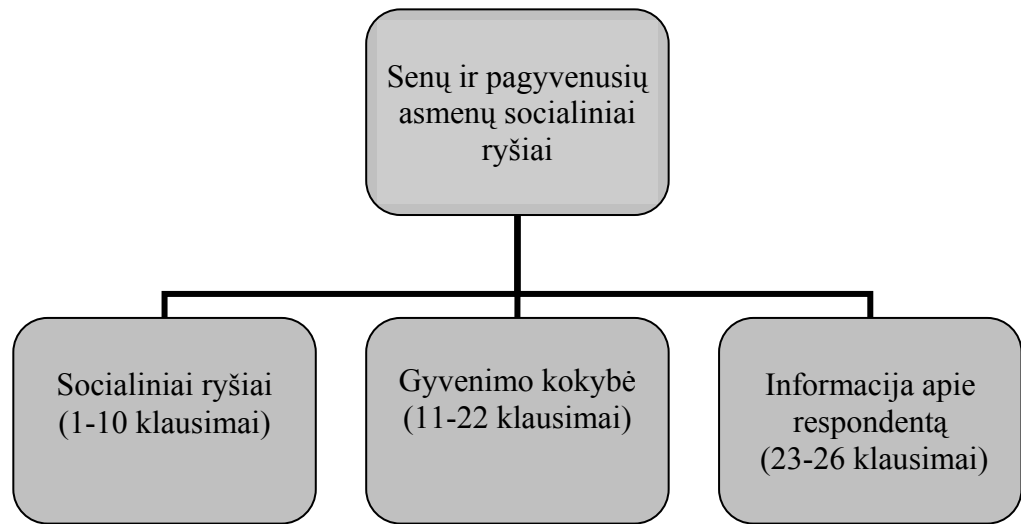 Senų ir pagyvenusių
asmenų socialiniai
ryšiai
Socialiniai ryšiai
(1-10 klausimai)
Gyvenimo kokybė
(11-22 klausimai)
Informacija apie
respondentą
(23-26 klausimai)